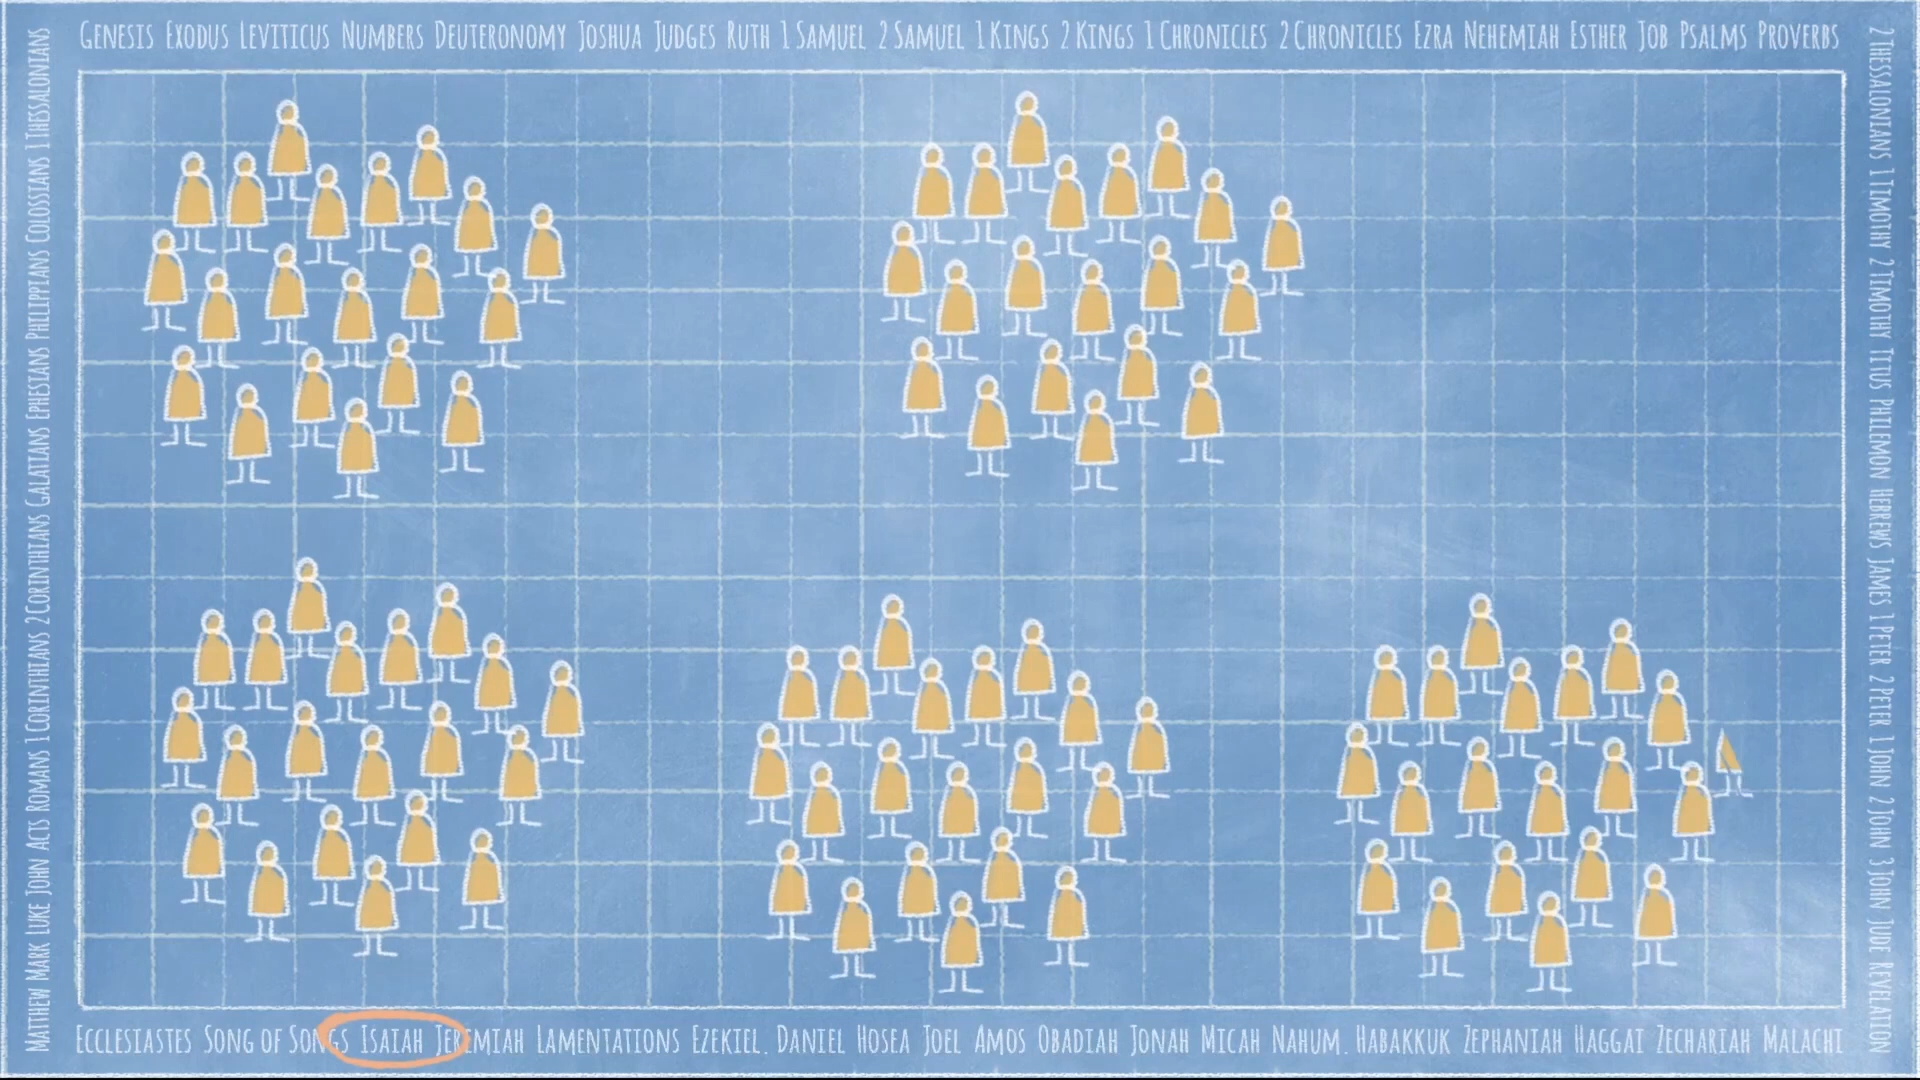 GENESIS EXODUS LEVITICUS NUMBERS DEUTERONOMY JOSHUA JUDGES RUTH 1 SAMUEL 2 SAMUEL 1 KINGS 2 KINGS 1 CHRONICLES 2 CHRONICLES EZRA NEHEMIAH ESTHER JOB PSALMS PROVERBS
ECCLESIASTES SONG OF SONGS ISAIAH JEREMIAH LAMENTATIONS EZEKIEL. DANIEL HOSEA JOEL AMOS OBADIAH JONAH MICAH NAHUM. HABAKKUK ZEPHANIAH HAGGAI ZECHARIAH MALACHI
MATTHEW MARK LUKE JOHN ACTS ROMANS 1 CORINTHIANS 2 CORINTHIANS GALATIANS EPHESIANS PHILIPPIANS COLOSSIANS 1 THESSALONIANS
2 THESSALONIANS 1 TIMOTHY 2 TIMOTHY TITUS PHILEMON HEBREWS JAMES 1 PETER 2 PETER 1 JOHN 2 JOHN 3 JOHN JUDE REVELATION